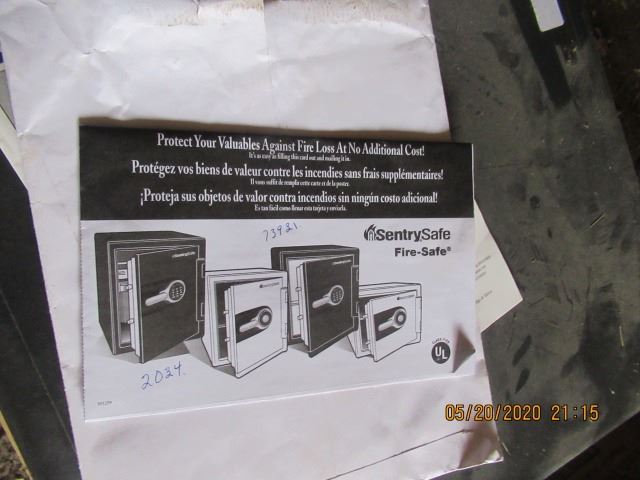 Protect Your Valuables Against Fire Loss At No Additional Cost!
It's as easy as filling this card out and mailing it in.
Protégez vos biens de valeur contre les incendies sans frais supplémentaires!
Il vous suffit de remplir cette carte et de la poster.
¡Proteja sus objetos de valor contra incendios sin ningún costo adicional!
Es tan fácil como llenar esta tarjeta y enviarla.
73931.
SentrySafe
Fire-Safe®
2034.
UL
05/20/2020 21:15